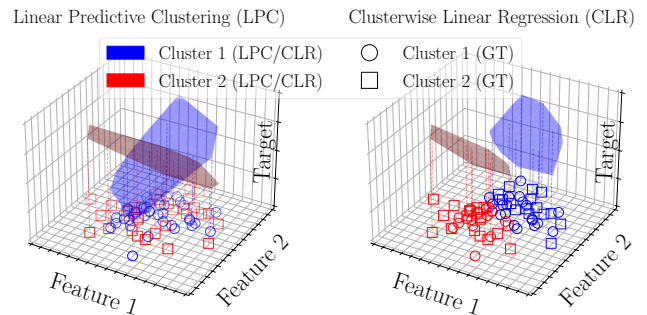 Linear Predictive Clustering (LPC)
Clusterwise Linear Regression (CLR)
Cluster 1 (LPC/CLR)
Cluster 1 (GT)
Cluster 2 (LPC/CLR)
Cluster 2 (GT)
Target
Feature 1
Feature 2
Target
Feature 1
Feature 2